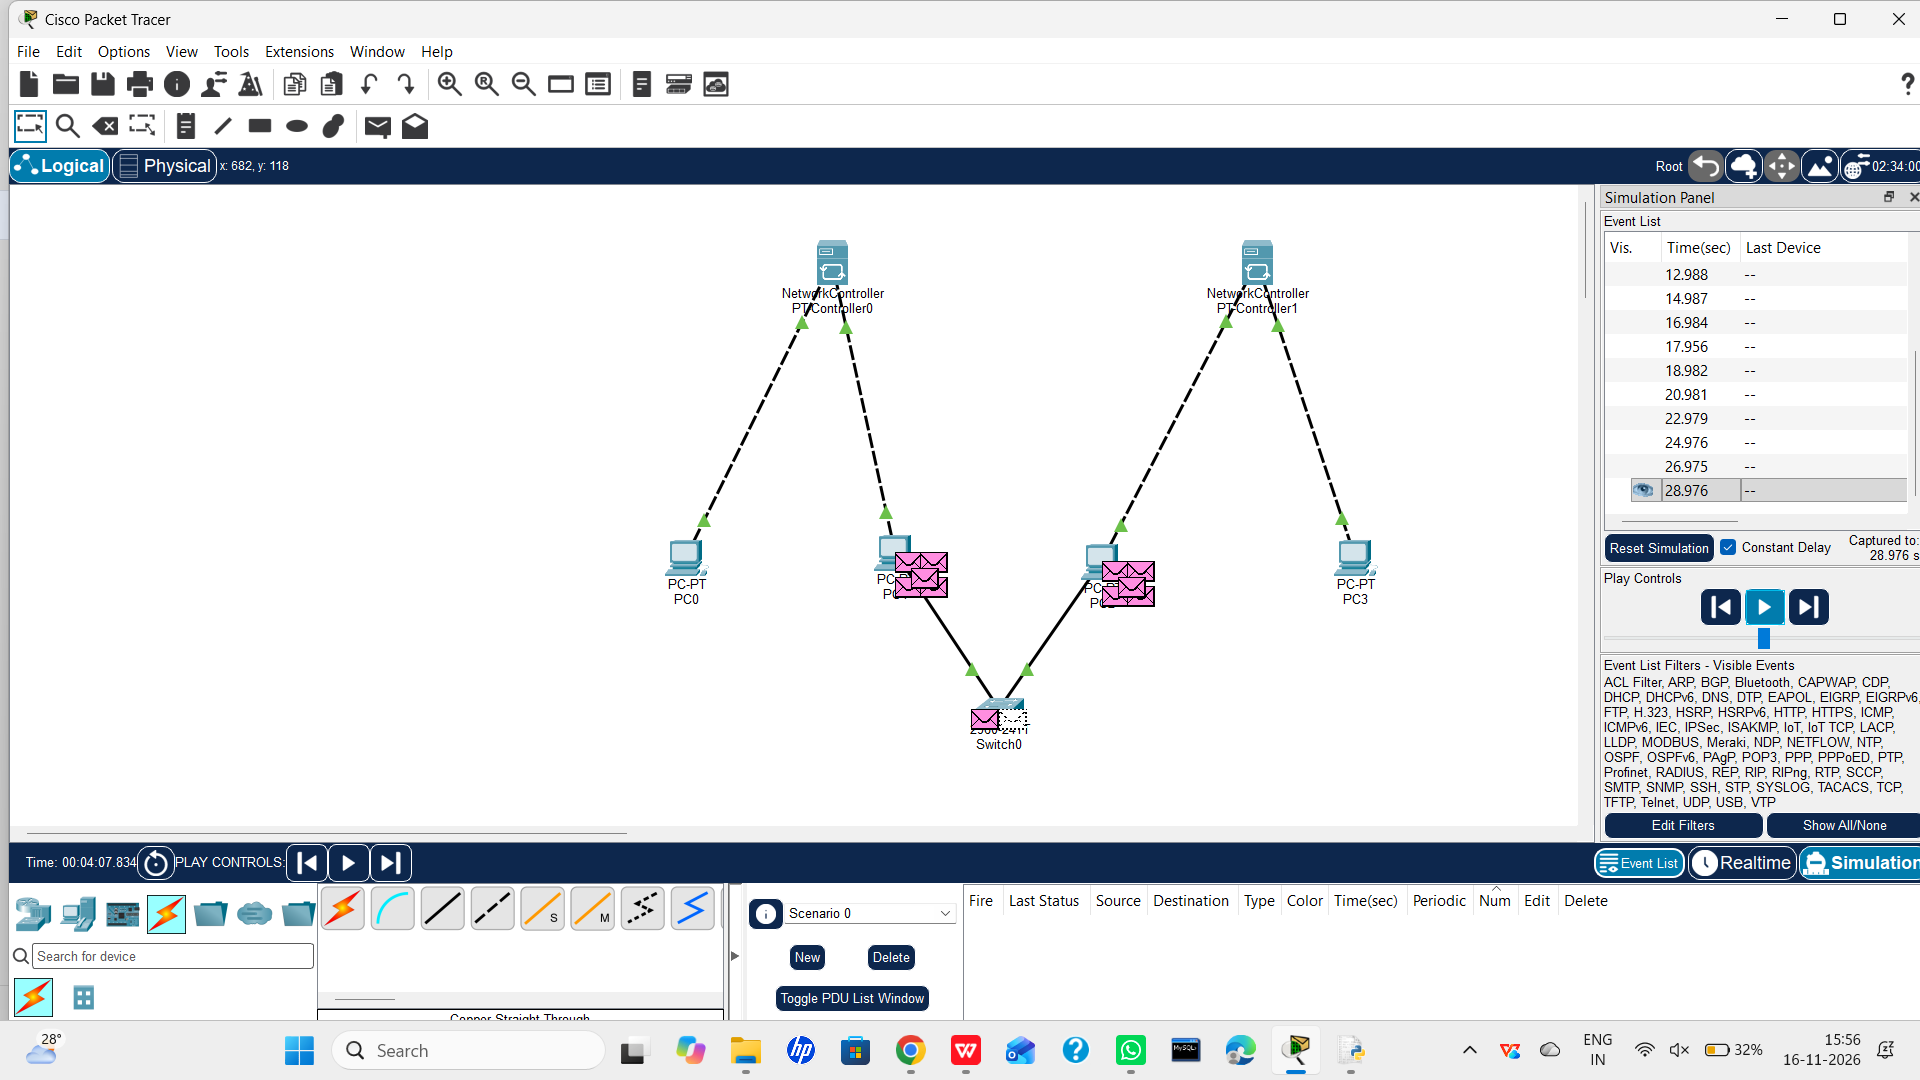 Cisco Packet Tracer
File Edit Options View Tools Extensions Window Help
Logical Physical x: 682, y: 118 Root 02:34:00
Simulation Panel
Event List
Vis. Time(sec) Last Device
12.988 --
14.987 --
16.984 --
17.956 --
18.982 --
20.981 --
22.979 --
24.976 --
26.975 --
28.976 --
Reset Simulation Constant Delay Captured to:
28.976 s
Play Controls
Event List Filters - Visible Events
ACL Filter, ARP, BGP, Bluetooth, CAPWAP, CDP,
DHCP, DHCPv6, DNS, DTP, EAPOL, EIGRP, EIGRPv6,
FTP, H.323, HSRP, HSRPv6, HTTP, HTTPS, ICMP,
ICMPv6, IEC, IPSec, ISAKMP, IoT, IoT TCP, LACP,
LLDP, MODBUS, Meraki, NDP, NETFLOW, NTP,
OSPF, OSPFv6, PAgP, POP3, PPP, PPPoED, PTP,
Profinet, RADIUS, REP, RIP, RIPng, RTP, SCCP,
SMTP, SNMP, SSH, STP, SYSLOG, TACACS, TCP,
TFTP, Telnet, UDP, USB, VTP
Edit Filters Show All/None
NetworkController
PT-Controller0
NetworkController
PT-Controller1
PC-PT
PC0
PC-PT
PC3
Switch0
Time: 00:04:07.834 PLAY CONTROLS:
Event List Realtime Simulation
S M
Search for device
Copper Straight-Through
Scenario 0
New Delete
Toggle PDU List Window
Fire Last Status Source Destination Type Color Time(sec) Periodic Num Edit Delete
28°
Search
ENG
IN
32%
15:56
16-11-2026